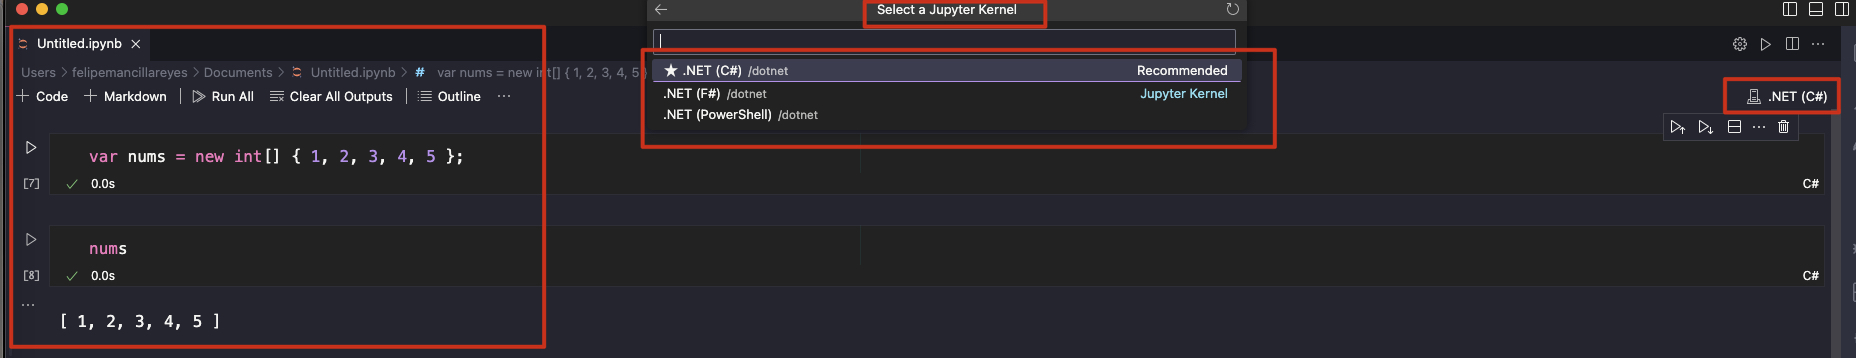 Select a Jupyter Kernel
Untitled.ipynb
Users > felipemancillareyes > Documents > Untitled.ipynb > # var nums = new int[] { 1, 2, 3, 4, 5 }
★ .NET (C#) /dotnet Recommended
.NET (F#) /dotnet Jupyter Kernel
.NET (PowerShell) /dotnet
+ Code + Markdown Run All Clear All Outputs Outline ...
.NET (C#)
var nums = new int[] { 1, 2, 3, 4, 5 };
[7] ✓ 0.0s C#
nums
[8] ✓ 0.0s C#
...
[ 1, 2, 3, 4, 5 ]